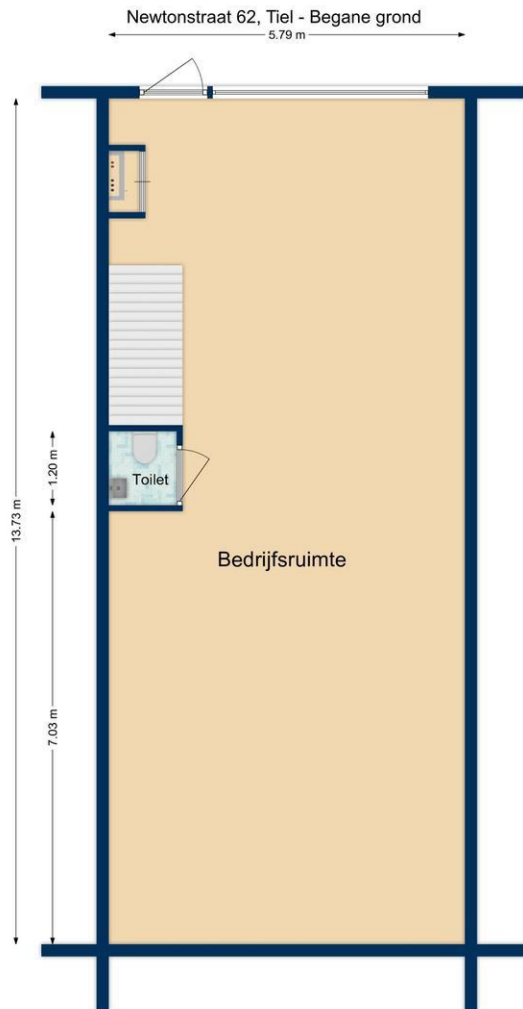 Newtonstraat 62, Tiel - Begane grond
5.79 m
13.73 m
1.20 m
Toilet
Bedrijfsruimte
7.03 m